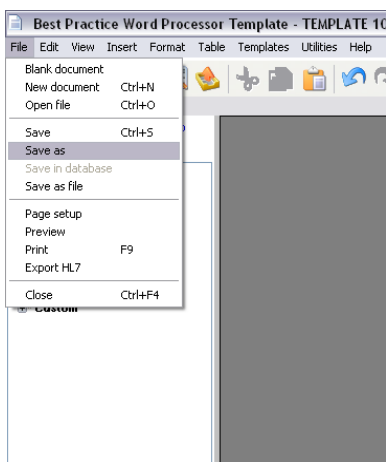 Best Practice Word Processor Template - TEMPLATE 10
File Edit View Insert Format Table Templates Utilities Help
Blank document
New document Ctrl+N
Open file Ctrl+O
Save Ctrl+S
Save as
Save in database
Save as file
Page setup
Preview
Print F9
Export HL7
Close Ctrl+F4
Custom